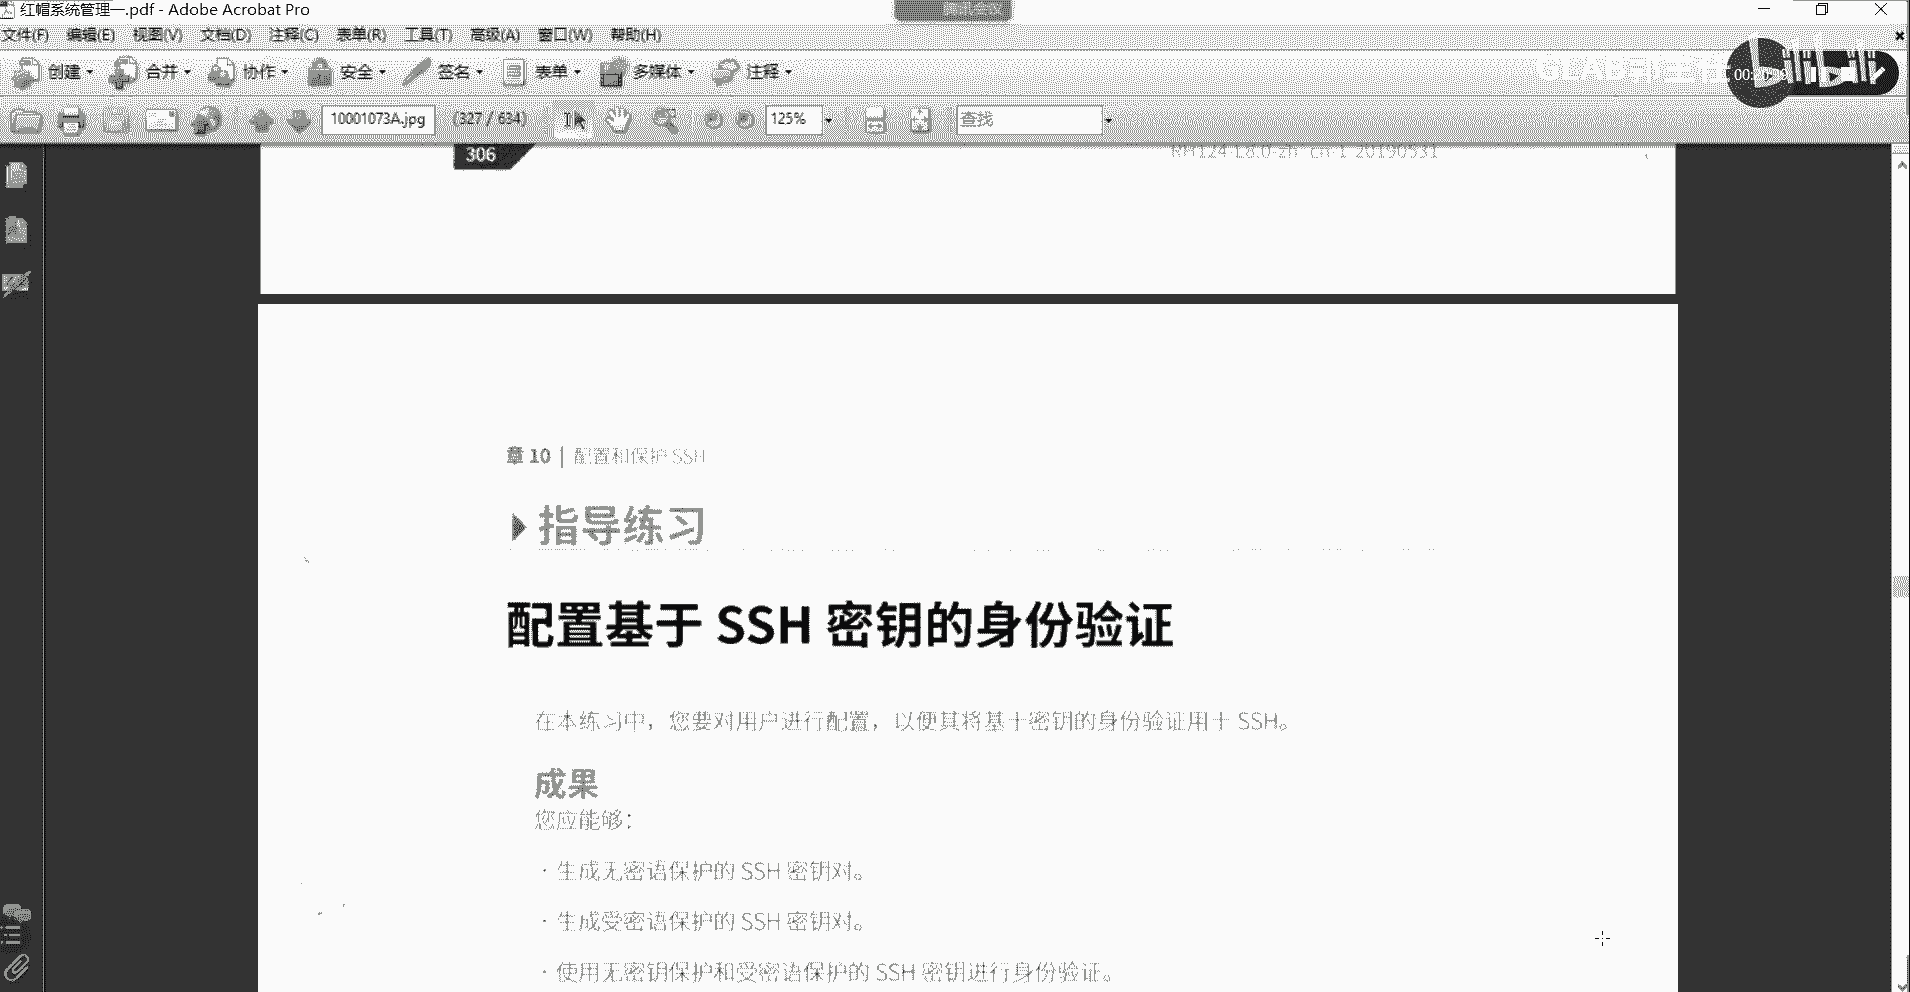 红帽系统管理一.pdf - Adobe Acrobat Pro
腾讯会议
文件(F) 编辑(E) 视图(V) 文档(D) 注释(C) 表单(R) 工具(T) 高级(A) 窗口(W) 帮助(H)
创建 合并 协作 安全 签名 表单 多媒体 注释
10001073A.jpg (327 / 634) 125% 查找
306
RH124-L8.0-zh_cn-1-20190531
章 10 | 配置和保护 SSH
指导练习
配置基于 SSH 密钥的身份验证
在本练习中，您要对用户进行配置，以便其将基于密钥的身份验证用于 SSH。
成果
您应能够：
· 生成无密语保护的 SSH 密钥对。
· 生成受密语保护的 SSH 密钥对。
· 使用无密钥保护和受密语保护的 SSH 密钥进行身份验证。